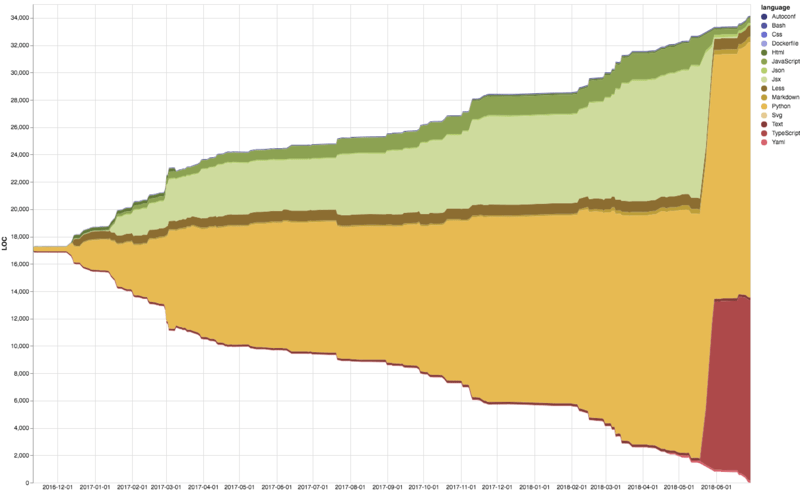 language
Autoconf
Bash
Css
Dockerfile
Html
JavaScript
Json
Jsx
Less
Markdown
Python
Svg
Text
TypeScript
Yaml
LOC
34,000
32,000
30,000
28,000
26,000
24,000
22,000
20,000
18,000
16,000
14,000
12,000
10,000
8,000
6,000
4,000
2,000
0
2016-12-01 2017-01-01 2017-02-01 2017-03-01 2017-04-01 2017-05-01 2017-06-01 2017-07-01 2017-08-01 2017-09-01 2017-10-01 2017-11-01 2017-12-01 2018-01-01 2018-02-01 2018-03-01 2018-04-01 2018-05-01 2018-06-01